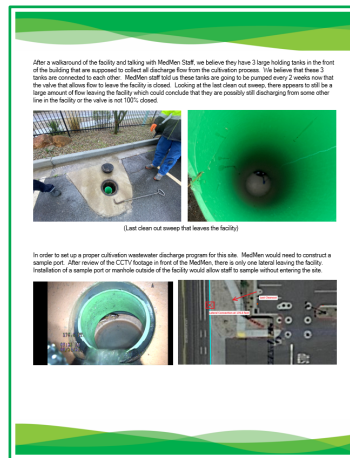 After a walkaround of the facility and talking with MedMen Staff, we believe they have 3 large holding tanks in the front
of the building that are supposed to collect all discharge flow from the cultivation process. We believe that these 3
tanks are connected to each other. MedMen staff told us these tanks are going to be pumped every 2 weeks now that
the valve that allows flow to leave the facility is closed. Looking at the last clean out sweep, there appears to still be a
large amount of flow leaving the facility which could conclude that they are possibly still discharging from some other
line in the facility or the valve is not 100% closed.
(Last clean out sweep that leaves the facility)
In order to set up a proper cultivation wastewater discharge program for this site. MedMen would need to construct a
sample port. After review of the CCTV footage in front of the MedMen, there is only one lateral leaving the facility.
Installation of a sample port or manhole outside of the facility would allow staff to sample without entering the site.